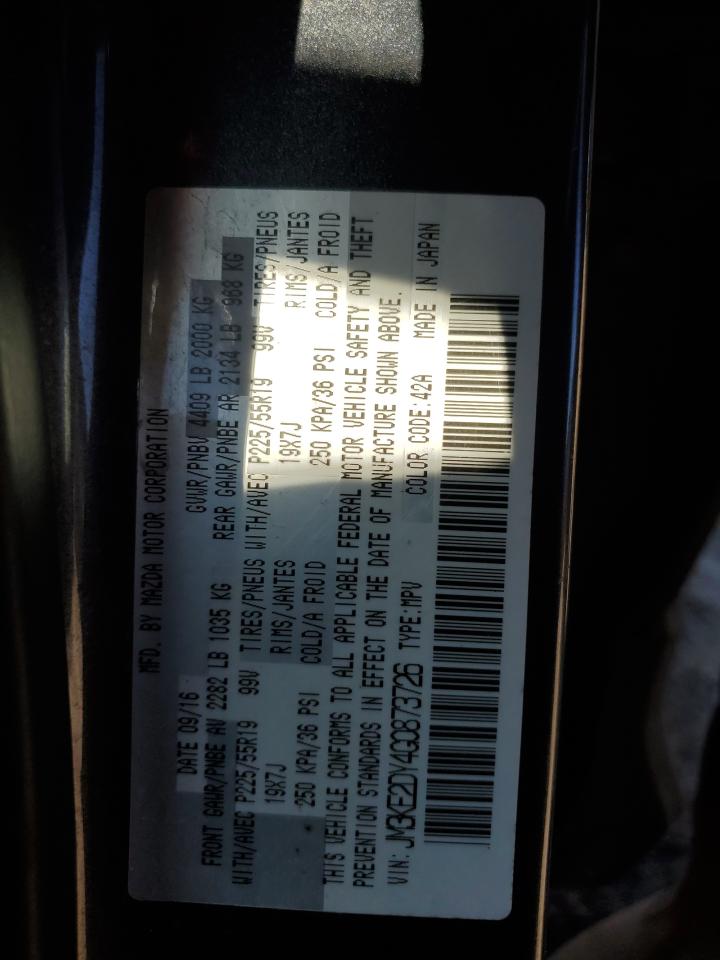 MFD. BY MAZDA MOTOR CORPORATION
DATE 09/16 GVWR/PNBV 4409 LB 2000 KG
FRONT GAWR/PNBE AV 2282 LB 1035 KG REAR GAWR/PNBE AR 2134 LB 968 KG
WITH/AVEC P225/55R19 99V TIRES/PNEUS WITH/AVEC P225/55R19 99V TIRES/PNEUS
19X7J RIMS/JANTES 19X7J RIMS/JANTES
250 KPA/36 PSI COLD/A FROID 250 KPA/36 PSI COLD/A FROID
THIS VEHICLE CONFORMS TO ALL APPLICABLE FEDERAL MOTOR VEHICLE SAFETY AND THEFT
PREVENTION STANDARDS IN EFFECT ON THE DATE OF MANUFACTURE SHOWN ABOVE.
VIN: JM3KE2DY4G0873726 TYPE:MPV COLOR CODE:42A MADE IN JAPAN